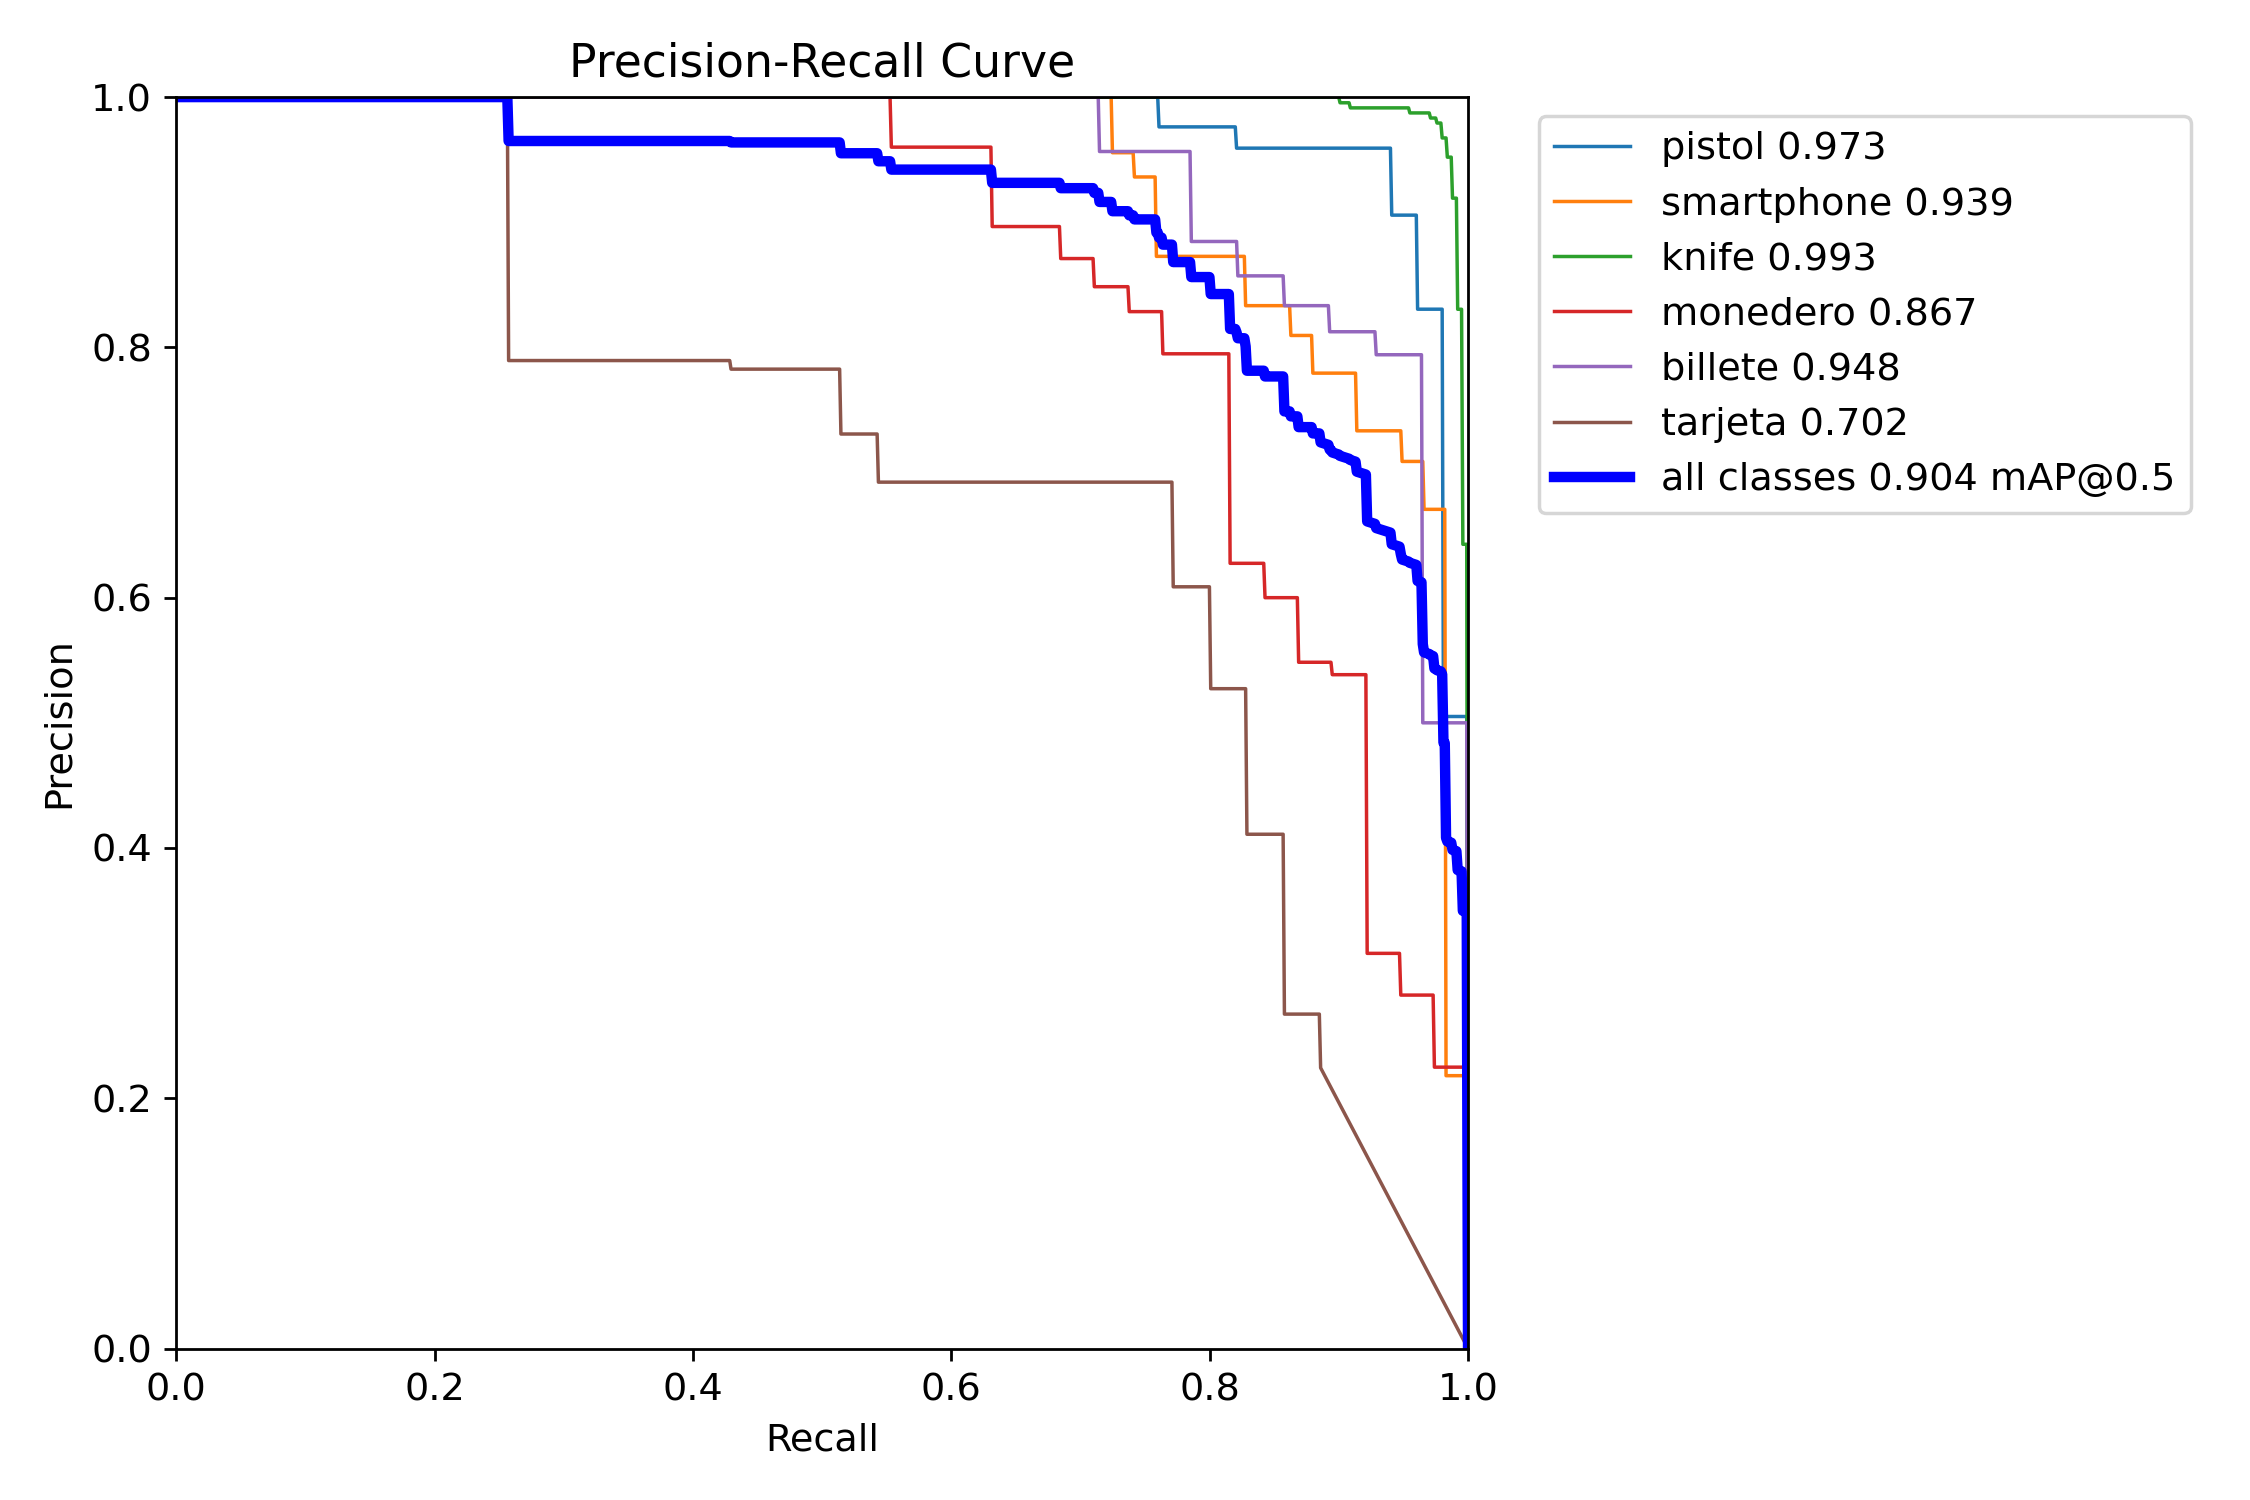 Precision-Recall Curve
1.0
0.8
0.6
0.4
0.2
0.0
Precision
0.0 0.2 0.4 0.6 0.8 1.0
Recall
pistol 0.973
smartphone 0.939
knife 0.993
monedero 0.867
billete 0.948
tarjeta 0.702
all classes 0.904 mAP@0.5